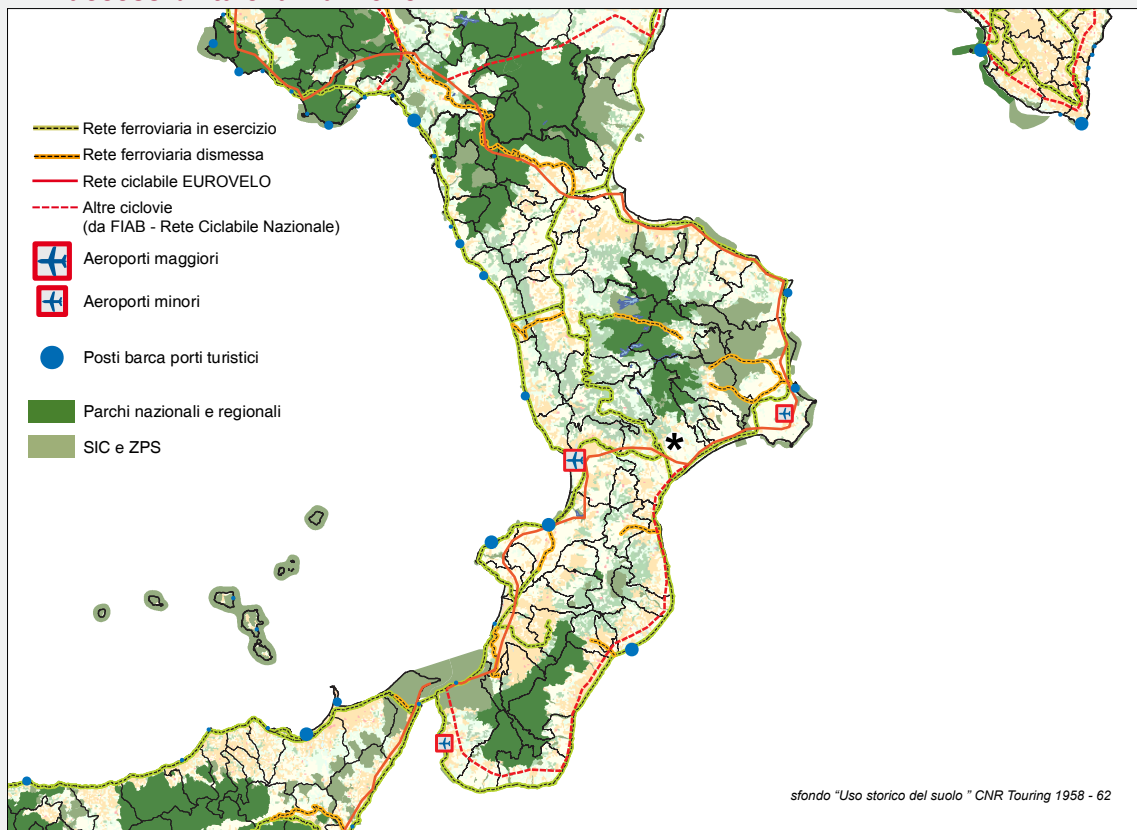 Rete ferroviaria in esercizio
Rete ferroviaria dismessa
Rete ciclabile EUROVELO
Altre ciclovie
(da FIAB - Rete Ciclabile Nazionale)
Aeroporti maggiori
Aeroporti minori
Posti barca porti turistici
Parchi nazionali e regionali
SIC e ZPS
*
sfondo “Uso storico del suolo ” CNR Touring 1958 - 62